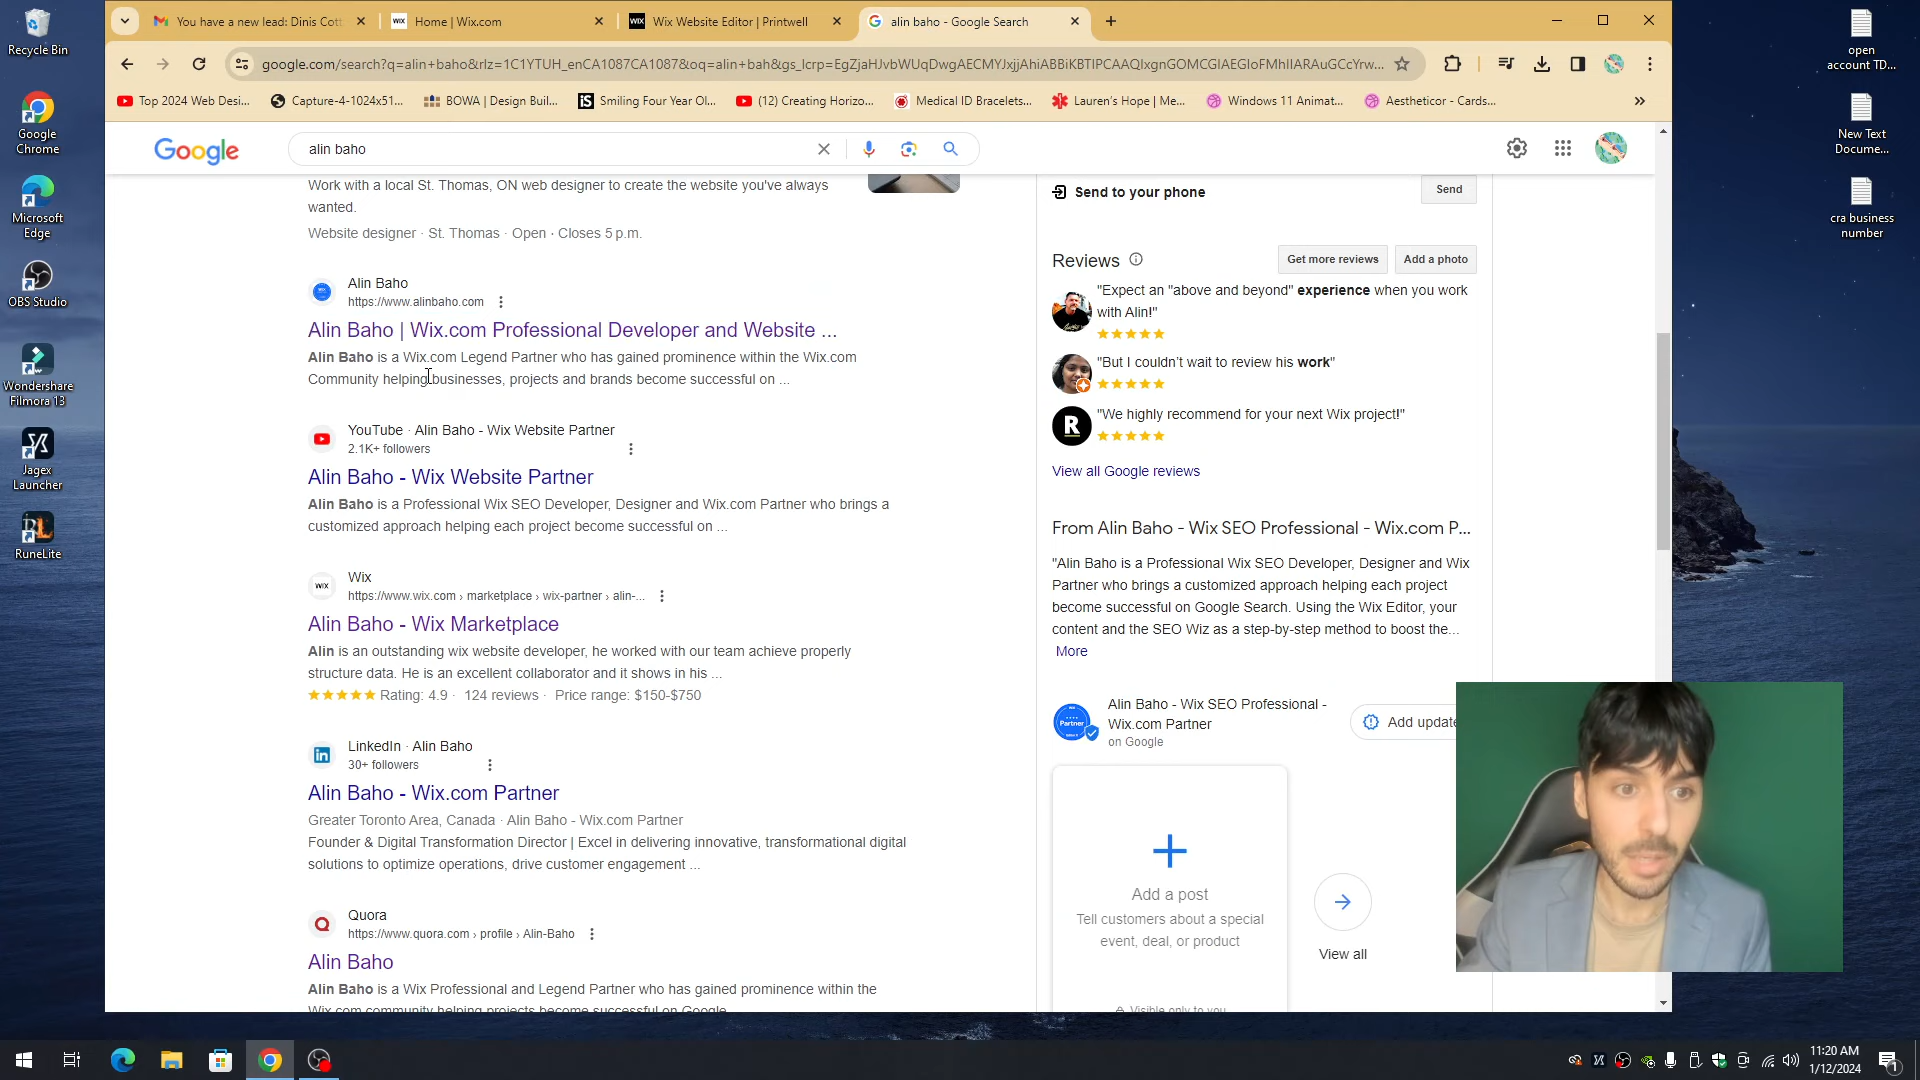 Recycle Bin
Google
Chrome
Microsoft
Edge
OBS Studio
Wondershare
Filmora 13
Jagex
Launcher
RuneLite
You have a new lead: Dinis Cott
Home | Wix.com
Wix Website Editor | Printwell
alin baho - Google Search
google.com/search?q=alin+baho&rlz=1C1YTUH_enCA1087CA1087&oq=alin+bah&gs_lcrp=EgZjaHJvbWUqDwgAECMYJxjjAhiABBiKBTIPCAAQIxgnGOMCGIAEGIoFMhIIARAuGCcYrw...
Top 2024 Web Desi...
Capture-4-1024x51...
BOWA | Design Buil...
Smiling Four Year Ol...
(12) Creating Horizo...
Medical ID Bracelets...
Lauren's Hope | Me...
Windows 11 Animat...
Aestheticor - Cards...
Google
alin baho
Work with a local St. Thomas, ON web designer to create the website you've always
wanted.
Website designer · St. Thomas · Open · Closes 5 p.m.
Alin Baho
https://www.alinbaho.com
Alin Baho | Wix.com Professional Developer and Website ...
Alin Baho is a Wix.com Legend Partner who has gained prominence within the Wix.com
Community helping businesses, projects and brands become successful on ...
YouTube · Alin Baho - Wix Website Partner
2.1K+ followers
Alin Baho - Wix Website Partner
Alin Baho is a Professional Wix SEO Developer, Designer and Wix.com Partner who brings a
customized approach helping each project become successful on ...
WIX
Wix
https://www.wix.com › marketplace › wix-partner › alin-...
Alin Baho - Wix Marketplace
Alin is an outstanding wix website developer, he worked with our team achieve properly
structure data. He is an excellent collaborator and it shows in his ...
Rating: 4.9 · 124 reviews · Price range: $150-$750
LinkedIn · Alin Baho
30+ followers
Alin Baho - Wix.com Partner
Greater Toronto Area, Canada · Alin Baho - Wix.com Partner
Founder & Digital Transformation Director | Excel in delivering innovative, transformational digital
solutions to optimize operations, drive customer engagement ...
Quora
https://www.quora.com › profile › Alin-Baho
Alin Baho
Alin Baho is a Wix Professional and Legend Partner who has gained prominence within the
Wix.com community helping projects become successful on Google
Send to your phone
Send
Reviews
Get more reviews
Add a photo
"Expect an "above and beyond" experience when you work
with Alin!"
"But I couldn't wait to review his work"
R
"We highly recommend for your next Wix project!"
View all Google reviews
From Alin Baho - Wix SEO Professional - Wix.com P...
"Alin Baho is a Professional Wix SEO Developer, Designer and Wix
Partner who brings a customized approach helping each project
become successful on Google Search. Using the Wix Editor, your
content and the SEO Wiz as a step-by-step method to boost the...
More
Partner
Alin Baho - Wix SEO Professional -
Wix.com Partner
on Google
Add update
Add a post
Tell customers about a special
event, deal, or product
Visible only to you
View all
open
account TD...
New Text
Docume...
cra business
number
11:20 AM
1/12/2024
1